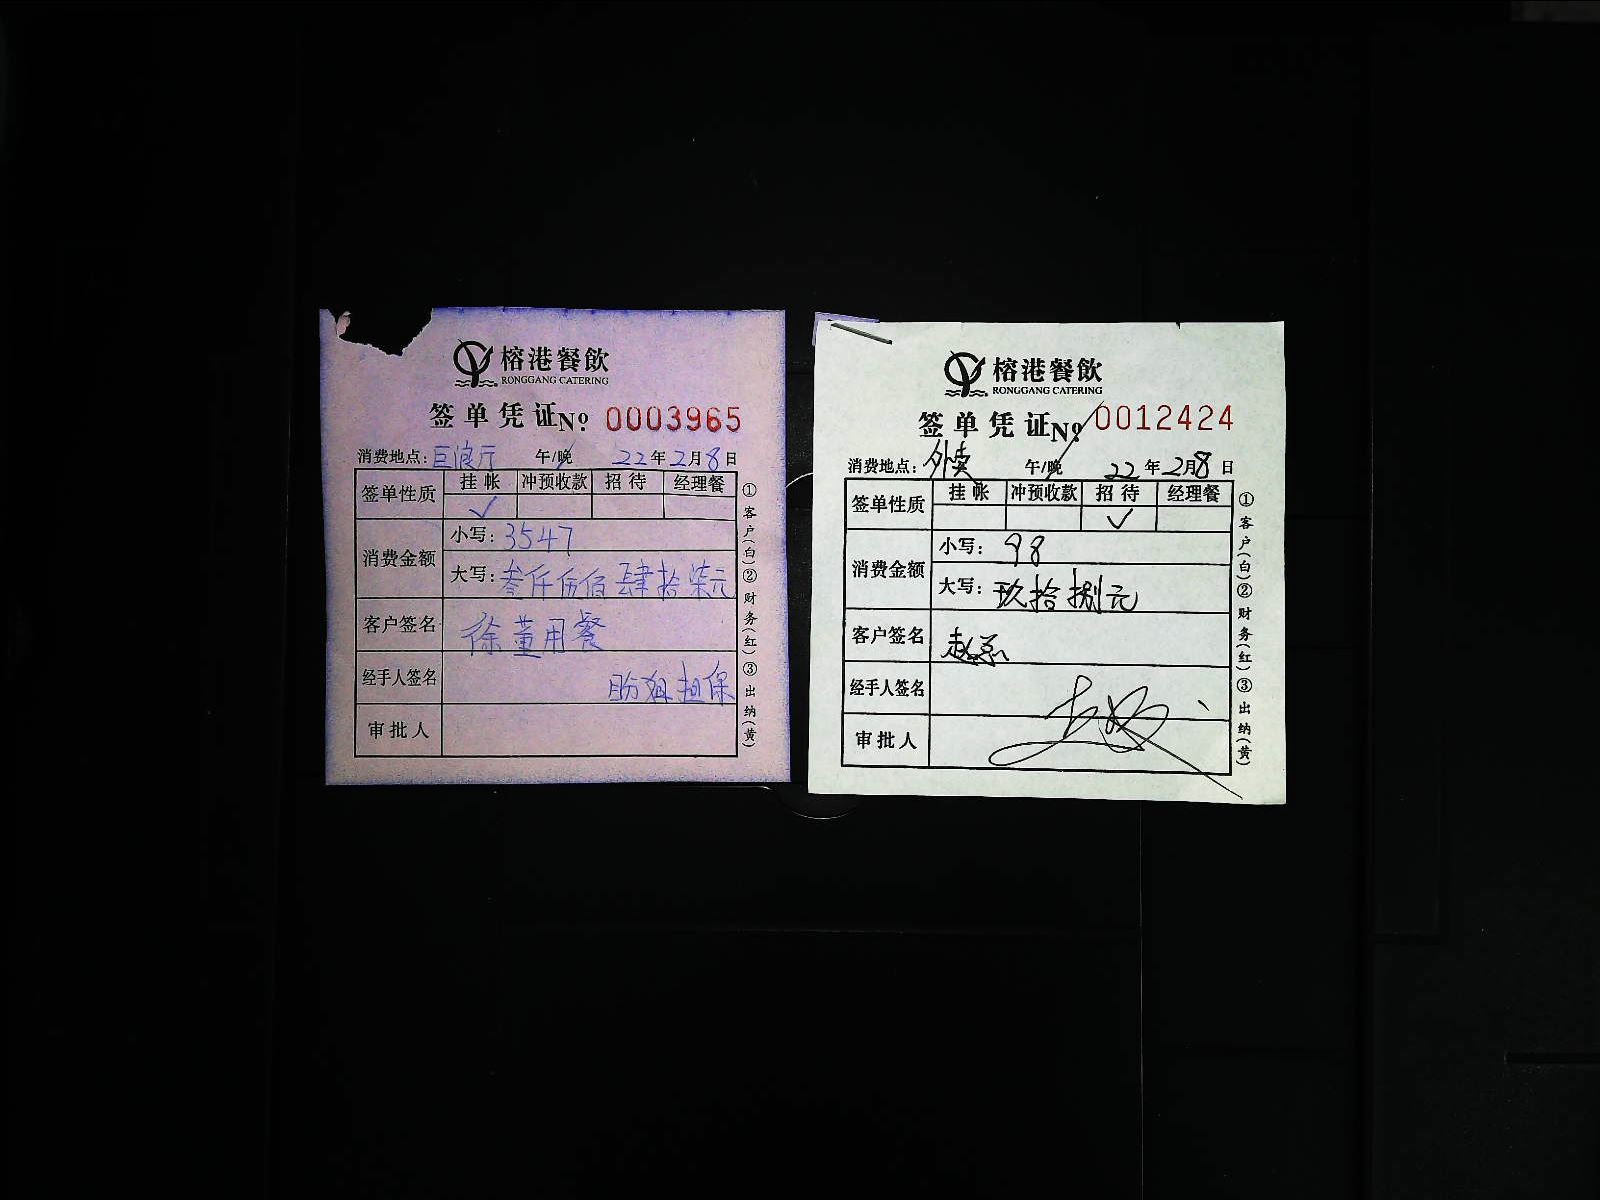 榕港餐飲
RONGGANG CATERING
签单凭证 Nº 0003965
消费地点: 巨浪厅 午/晚 22年2月8日
签单性质 挂帐 冲预收款 招待 经理餐
✓
消费金额 小写: 3547
大写: 叁仟伍佰肆拾柒元
客户签名 徐董用餐
经手人签名 盼姐担保
审批人
①客户(白)②财务(红)③出纳(黄)
榕港餐飲
RONGGANG CATERING
签单凭证 Nº 0012424
消费地点: 外卖 午/晚 22年2月8日
签单性质 挂帐 冲预收款 招待 经理餐
✓
消费金额 小写: 98
大写: 玖拾捌元
客户签名
经手人签名
审批人
①客户(白)②财务(红)③出纳(黄)